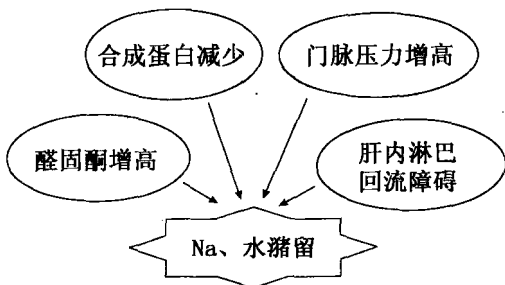 合成蛋白减少
门脉压力增高
醛固酮增高
肝内淋巴
回流障碍
Na、水潴留